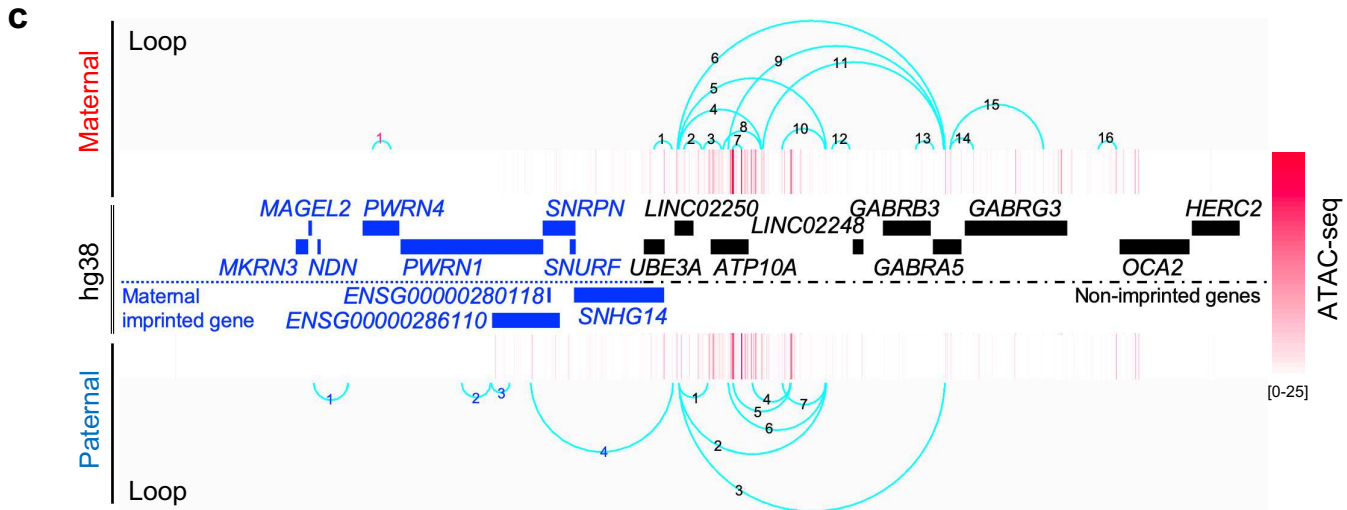 c
Loop
Maternal
6
9
11
5
4
15
1
1
2
3
8
7
10
12
13
14
16
MAGEL2 PWRN4 SNRPN LINC02250 LINC02248 GABRB3 GABRG3 HERC2
MKRN3 NDN PWRN1 SNURF UBE3A ATP10A GABRA5 OCA2
hg38
Maternal ENSG00000280118 SNHG14 Non-imprinted genes
imprinted gene ENSG00000286110
ATAC-seq
[0-25]
Paternal
1
2
3
4
1
4
5
7
6
2
3
Loop